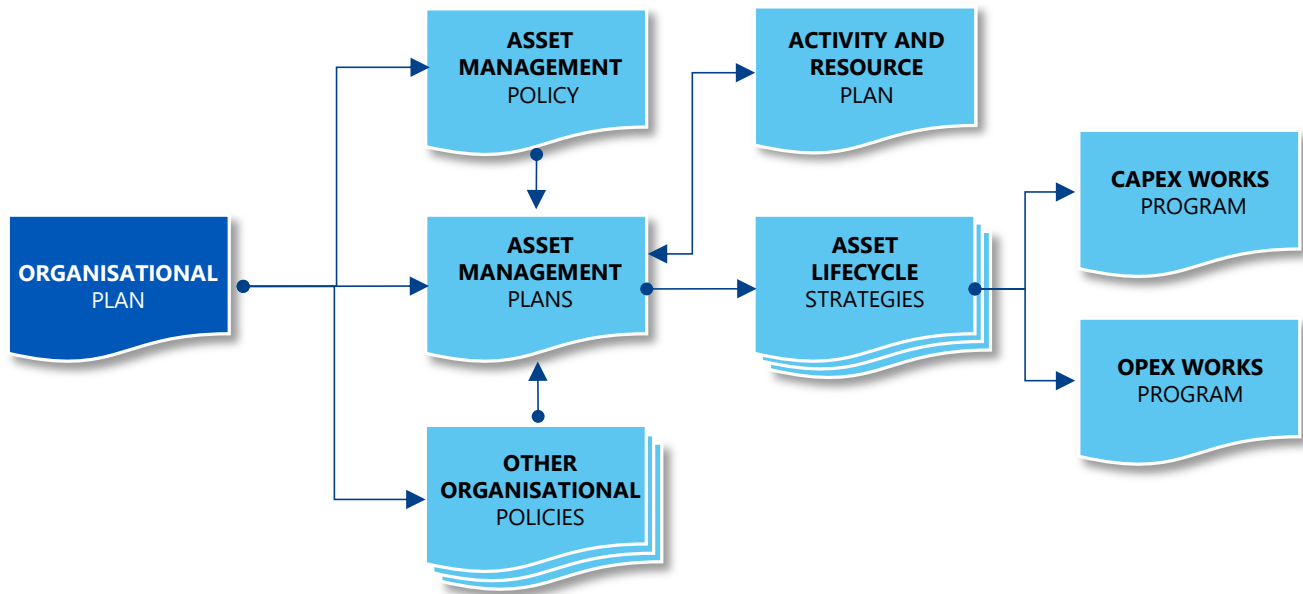 ASSET
MANAGEMENT
POLICY
ACTIVITY AND
RESOURCE
PLAN
CAPEX WORKS
PROGRAM
ORGANISATIONAL
PLAN
ASSET
MANAGEMENT
PLANS
ASSET
LIFECYCLE
STRATEGIES
OPEX WORKS
PROGRAM
OTHER
ORGANISATIONAL
POLICIES